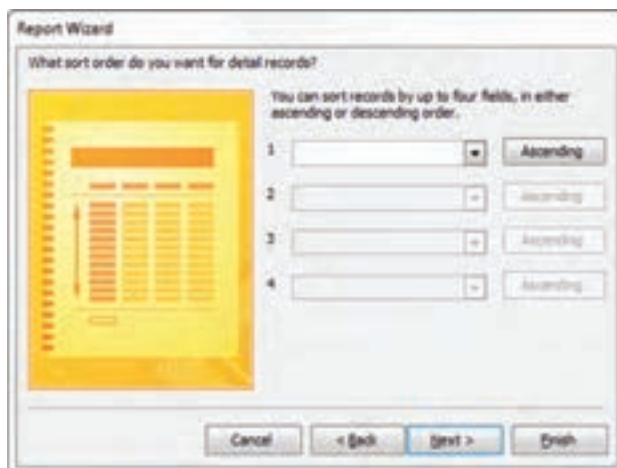 Report Wizard
What sort order do you want for detail records?
You can sort records by up to four fields, in either
ascending or descending order.
1 Ascending
2 Ascending
3 Ascending
4 Ascending
Cancel < Back Next > Finish